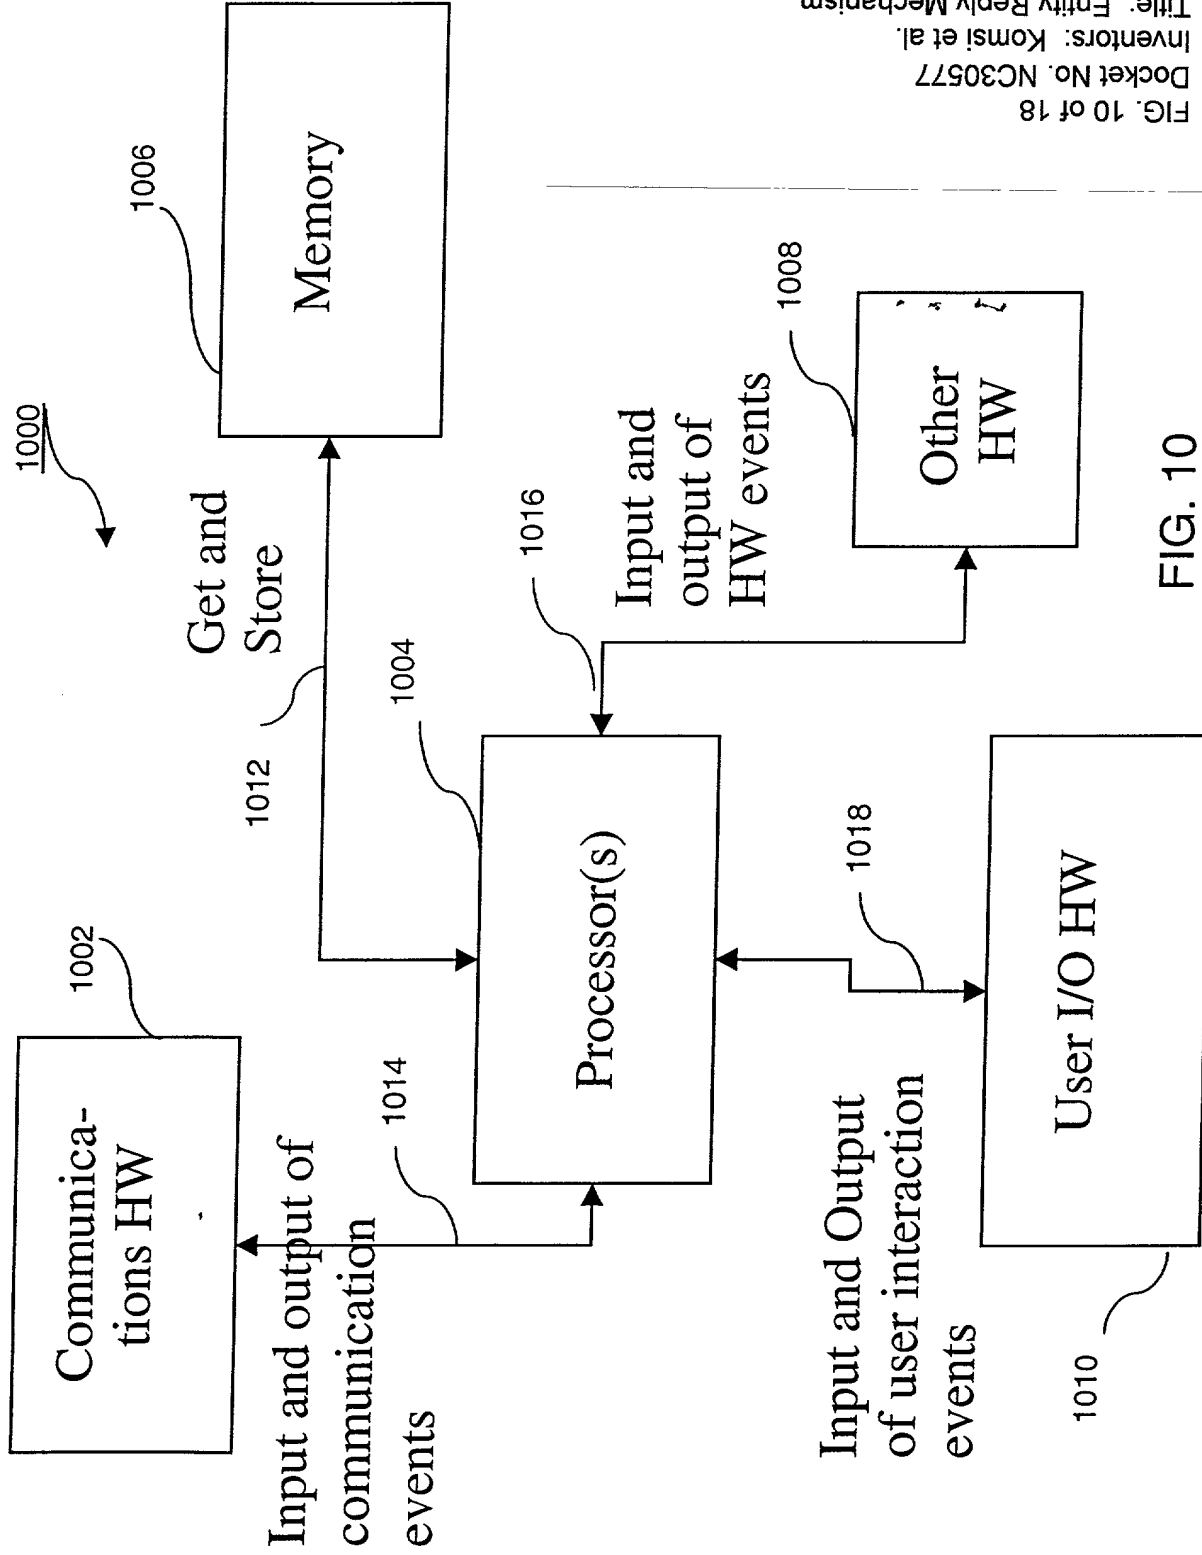 FIG. 10 of 18
Docket No. NC30577
Inventors: Komsi et al.
Title: Entity Reply Mechanism
1000
1002
Communica-
tions HW
1006
Memory
Get and
Store
1012
Input and output of
communication
events
1014
1004
Processor(s)
1016
Input and
output of
HW events
1008
Other
HW
Input and Output
of user interaction
events
1018
User I/O HW
1010
FIG. 10